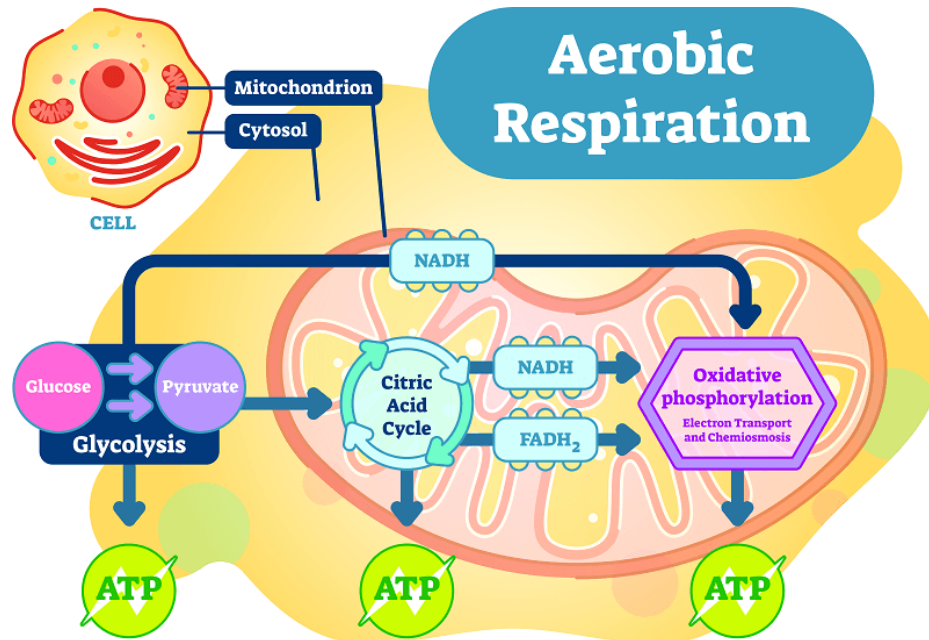 Aerobic
Respiration
Mitochondrion
Cytosol
CELL
NADH
Glucose
Pyruvate
Glycolysis
Citric
Acid
Cycle
NADH
FADH₂
Oxidative
phosphorylation
Electron Transport
and Chemiosmosis
ATP
ATP
ATP